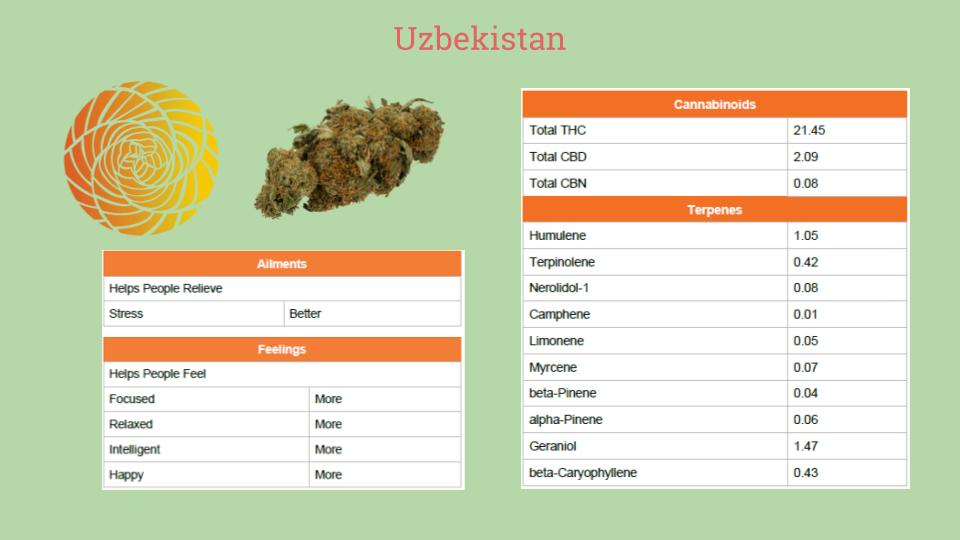 Uzbekistan
Ailments
Helps People Relieve
Stress Better
Feelings
Helps People Feel
Focused More
Relaxed More
Intelligent More
Happy More
Cannabinoids
Total THC 21.45
Total CBD 2.09
Total CBN 0.08
Terpenes
Humulene 1.05
Terpinolene 0.42
Nerolidol-1 0.08
Camphene 0.01
Limonene 0.05
Myrcene 0.07
beta-Pinene 0.04
alpha-Pinene 0.06
Geraniol 1.47
beta-Caryophyllene 0.43